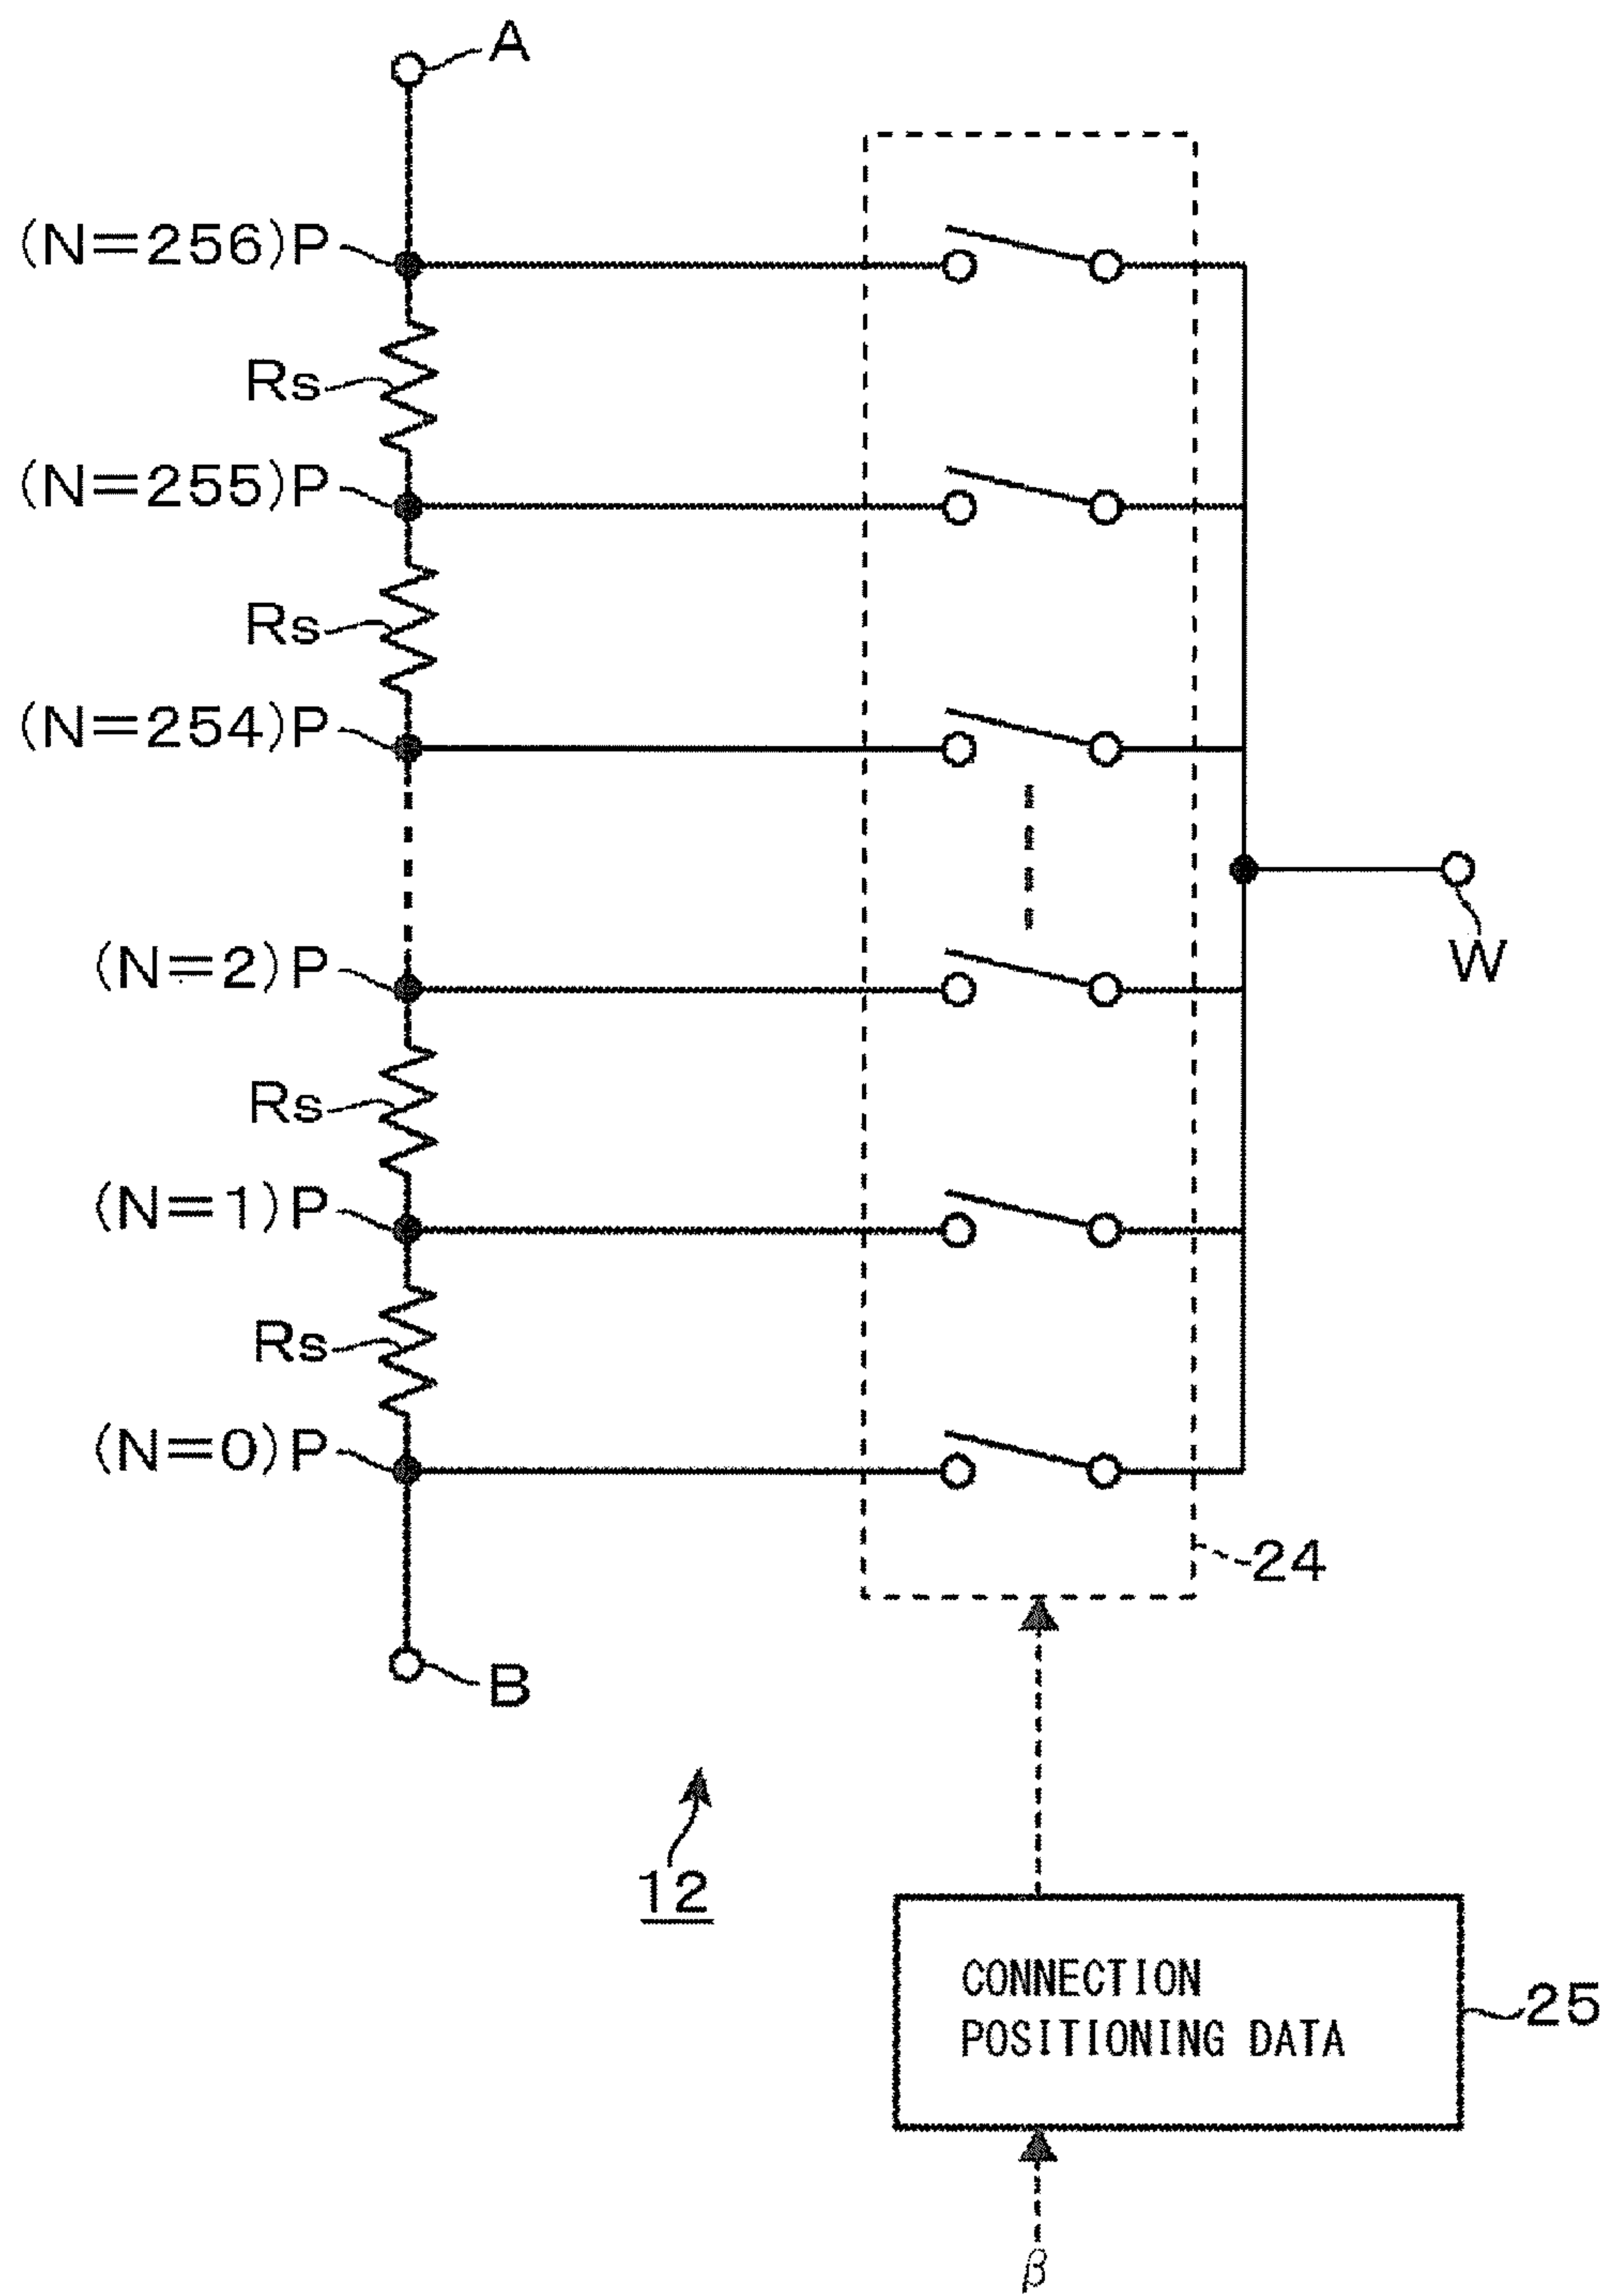 A
(N=256)P
Rs
(N=255)P
Rs
(N=254)P
W
(N=2)P
Rs
(N=1)P
Rs
(N=0)P
24
B
12
CONNECTION
POSITIONING DATA
25
β